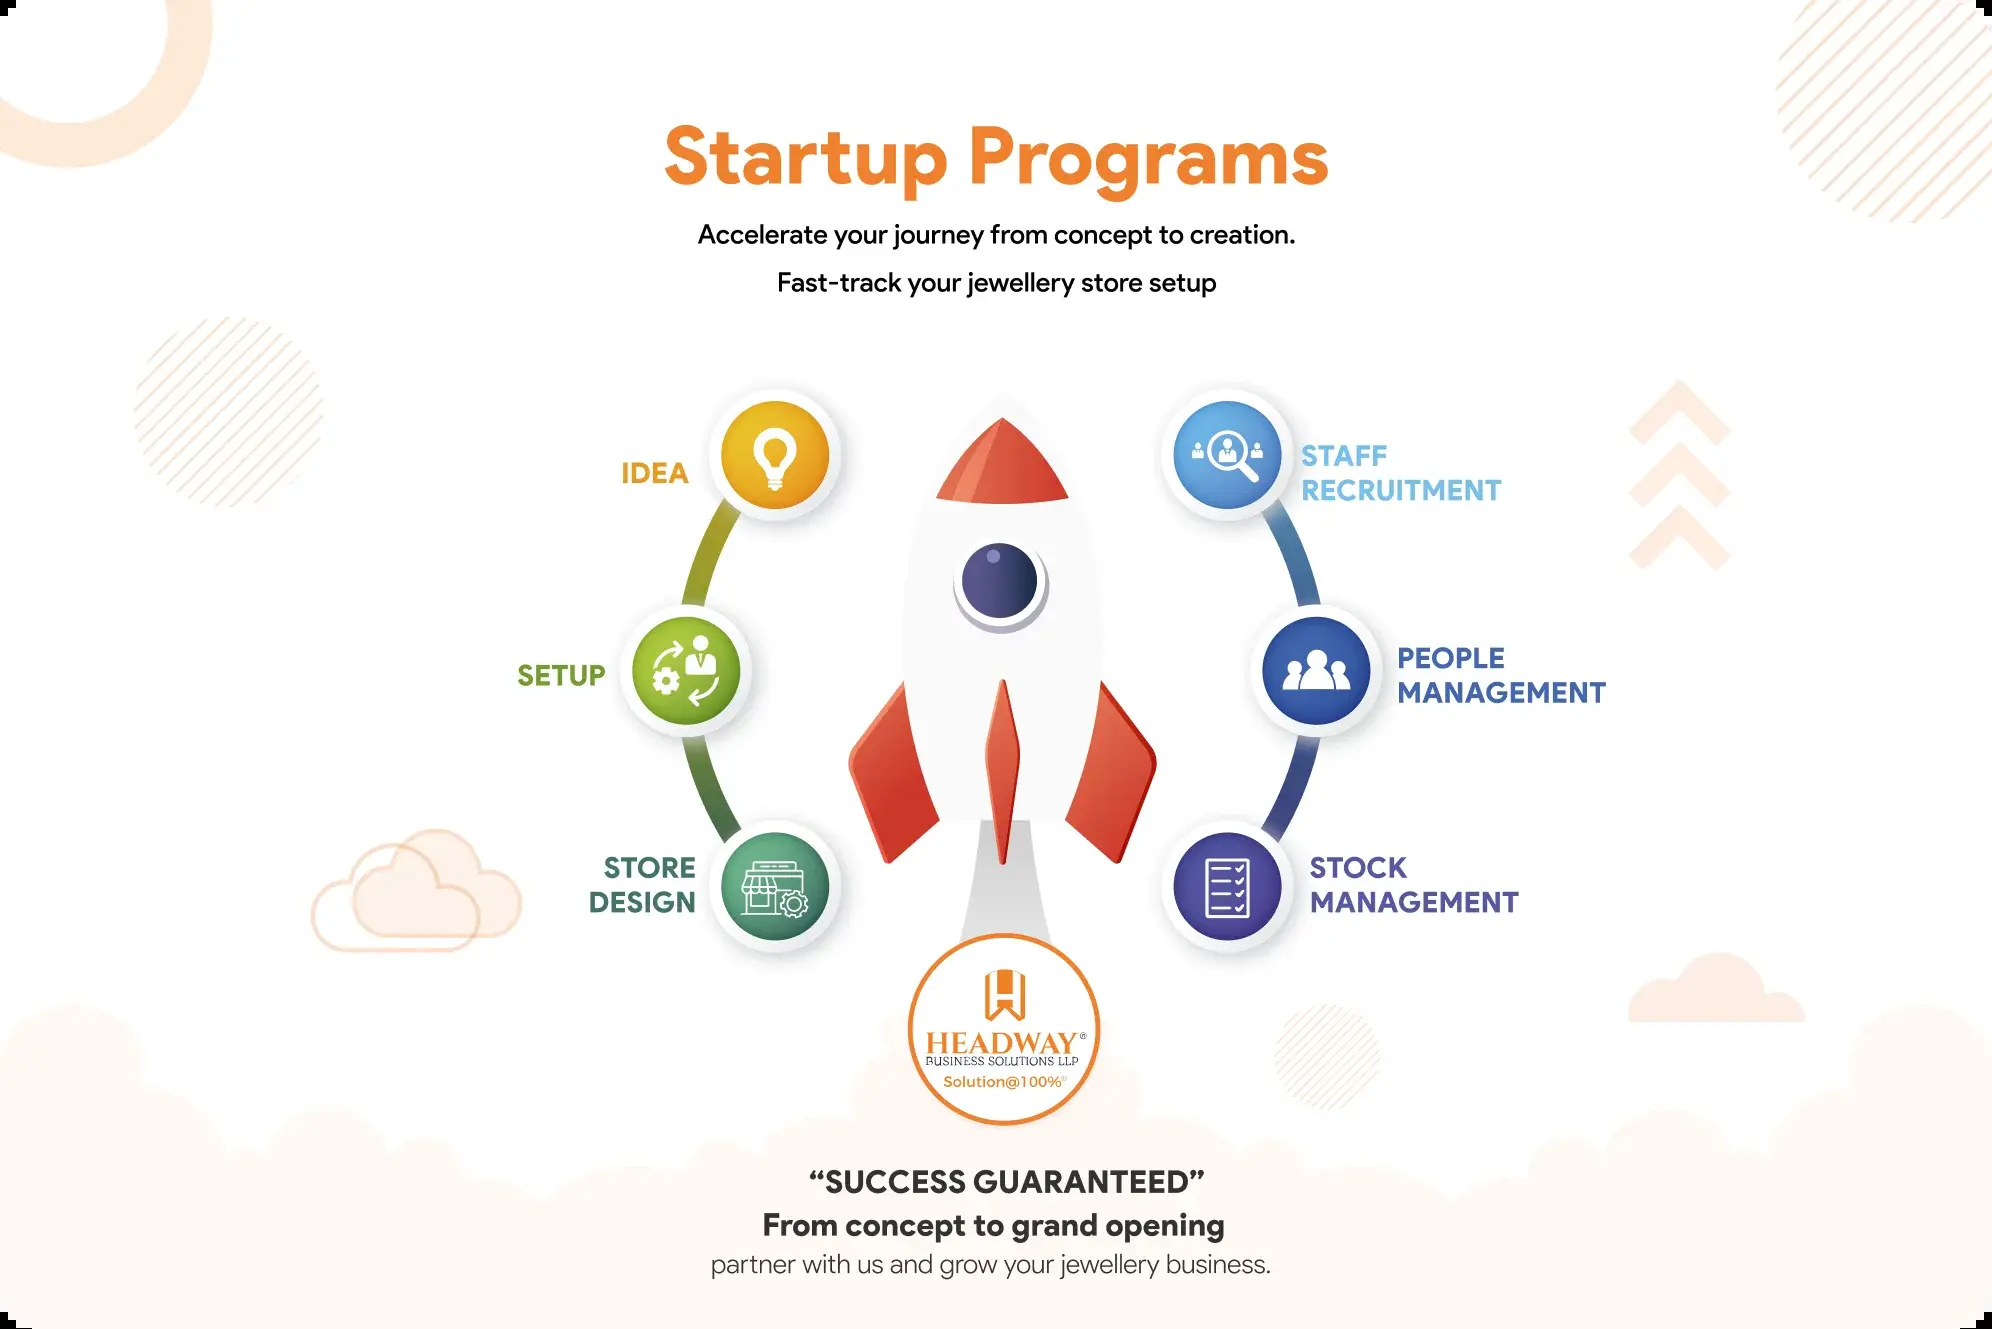 Startup Programs
Accelerate your journey from concept to creation.
Fast-track your jewellery store setup
IDEA
SETUP
STORE
DESIGN
STAFF
RECRUITMENT
PEOPLE
MANAGEMENT
STOCK
MANAGEMENT
HEADWAY®
BUSINESS SOLUTIONS LLP
Solution@100%
“SUCCESS GUARANTEED”
From concept to grand opening
partner with us and grow your jewellery business.